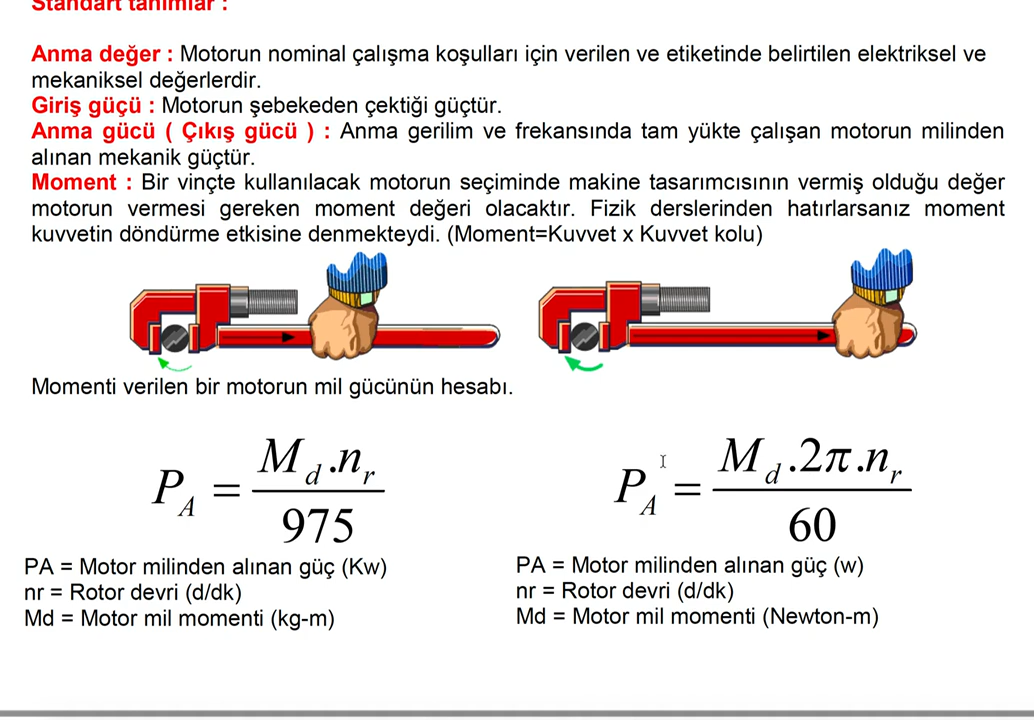 Standart tanımlar :
Anma değer : Motorun nominal çalışma koşulları için verilen ve etiketinde belirtilen elektriksel ve
mekaniksel değerlerdir.
Giriş güçü : Motorun şebekeden çektiği güçtür.
Anma gücü ( Çıkış gücü ) : Anma gerilim ve frekansında tam yükte çalışan motorun milinden
alınan mekanik güçtür.
Moment : Bir vinçte kullanılacak motorun seçiminde makine tasarımcısının vermiş olduğu değer
motorun vermesi gereken moment değeri olacaktır. Fizik derslerinden hatırlarsanız moment
kuvvetin döndürme etkisine denmekteydi. (Moment=Kuvvet x Kuvvet kolu)
Momenti verilen bir motorun mil gücünün hesabı.
P_A = M_d.n_r / 975
PA = Motor milinden alınan güç (Kw)
nr = Rotor devri (d/dk)
Md = Motor mil momenti (kg-m)
P_A = M_d.2π.n_r / 60
PA = Motor milinden alınan güç (w)
nr = Rotor devri (d/dk)
Md = Motor mil momenti (Newton-m)